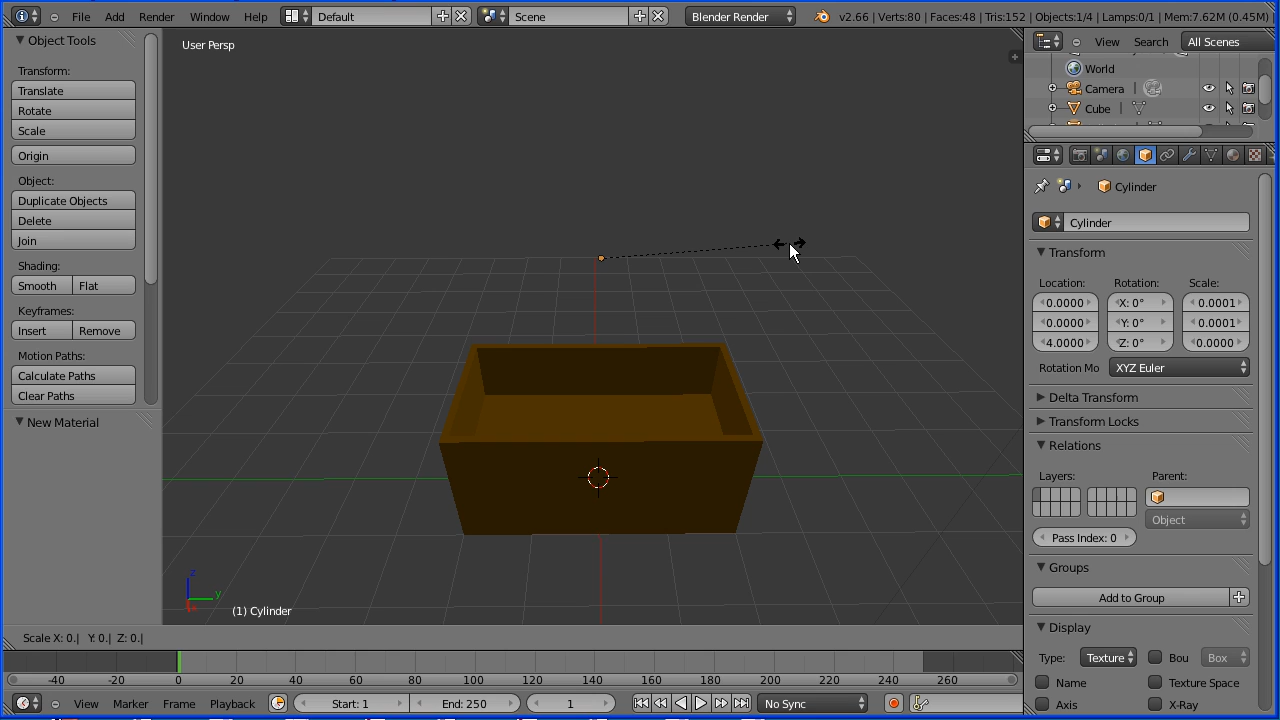 File Add Render Window Help Default Scene Blender Render v2.66 | Verts:80 | Faces:48 | Tris:152 | Objects:1/4 | Lamps:0/1 | Mem:7.62M (0.45M)
Object Tools
Transform:
Translate
Rotate
Scale
Origin
Object:
Duplicate Objects
Delete
Join
Shading:
Smooth Flat
Keyframes:
Insert Remove
Motion Paths:
Calculate Paths
Clear Paths
New Material
User Persp
z
y
(1) Cylinder
Scale X: 0.| Y: 0.| Z: 0.|
View Search All Scenes
World
Camera
Cube
Cylinder
Cylinder
Transform
Location: Rotation: Scale:
0.0000 X: 0° 0.0001
0.0000 Y: 0° 0.0001
4.0000 Z: 0° 0.0000
Rotation Mo XYZ Euler
Delta Transform
Transform Locks
Relations
Layers: Parent:
Object
Pass Index: 0
Groups
Add to Group
Display
Type: Texture Bou Box
Name Texture Space
Axis X-Ray
-40 -20 0 20 40 60 80 100 120 140 160 180 200 220 240 260
View Marker Frame Playback Start: 1 End: 250 1 No Sync